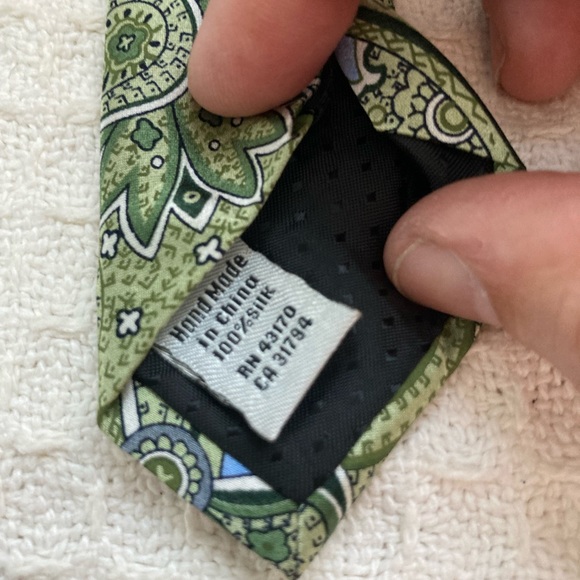 Hand Made
in China
100%Silk
RN 43170
CA 31794